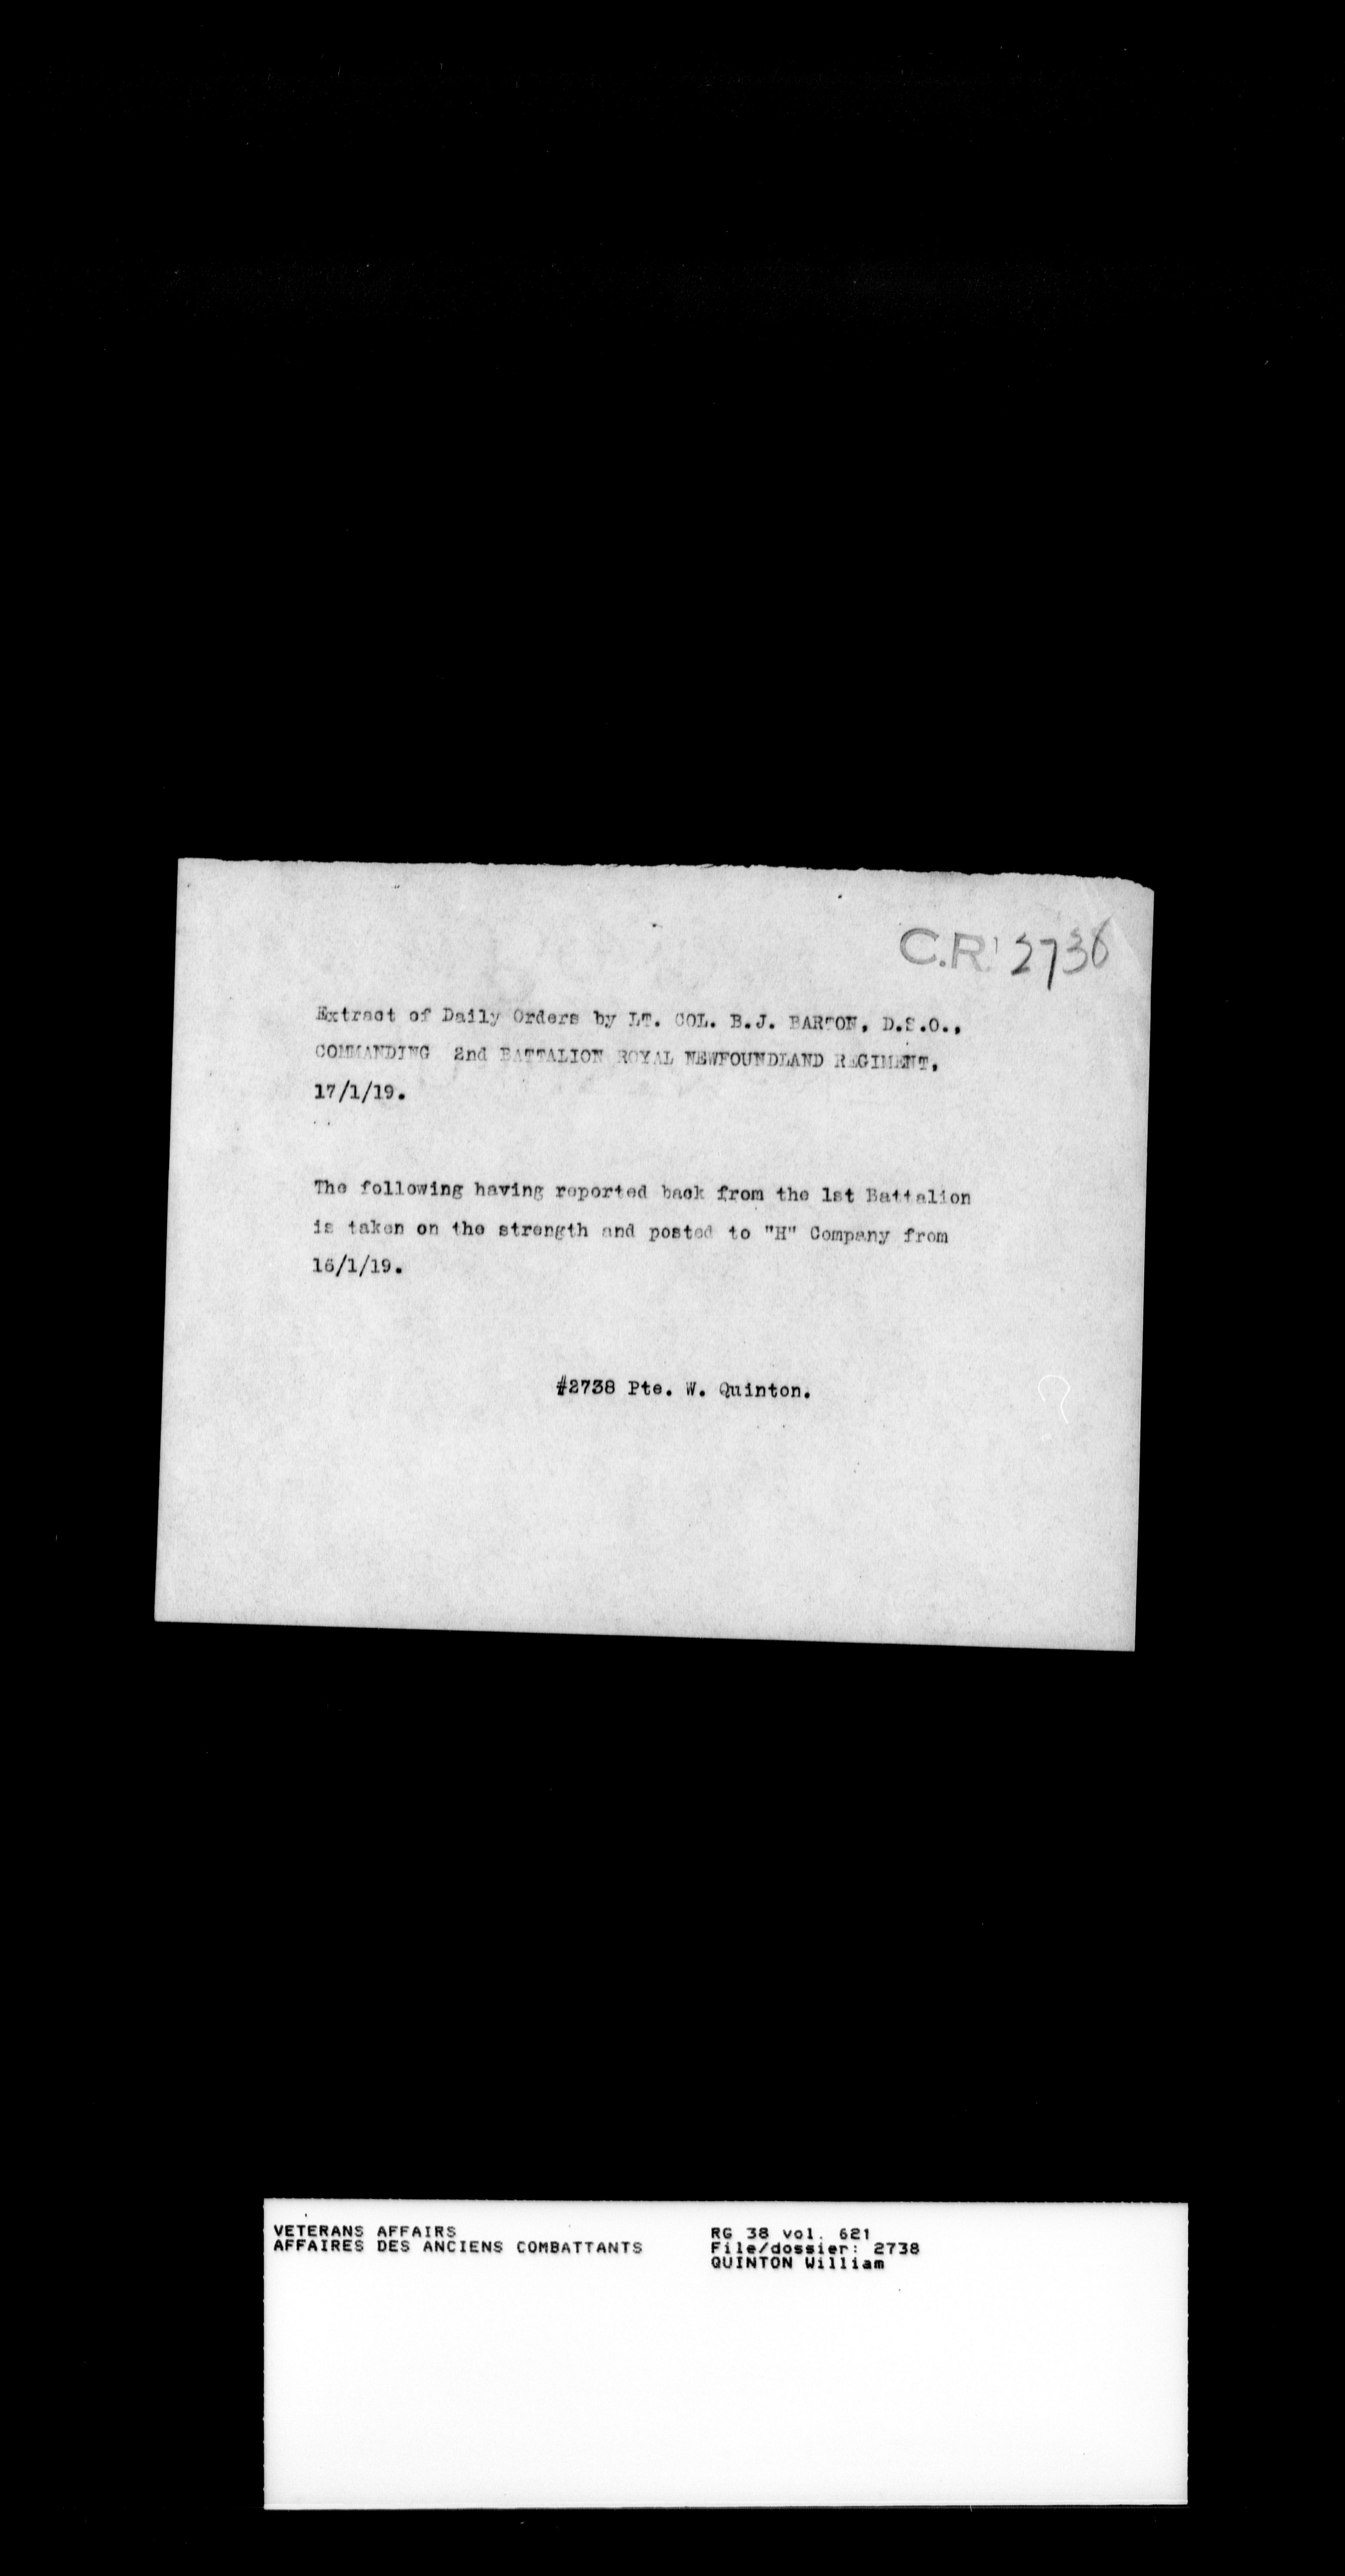 C.R. 2738
Extract of Daily Orders by LT. COL. B.J. BARTON, D.S.O.,
COMMANDING 2nd BATTALION ROYAL NEWFOUNDLAND REGIMENT,
17/1/19.
The following having reported back from the 1st Battalion
is taken on the strength and posted to "H" Company from
16/1/19.
#2738 Pte. W. Quinton.
VETERANS AFFAIRS
AFFAIRES DES ANCIENS COMBATTANTS
RG 38 vol. 621
File/dossier: 2738
QUINTON William